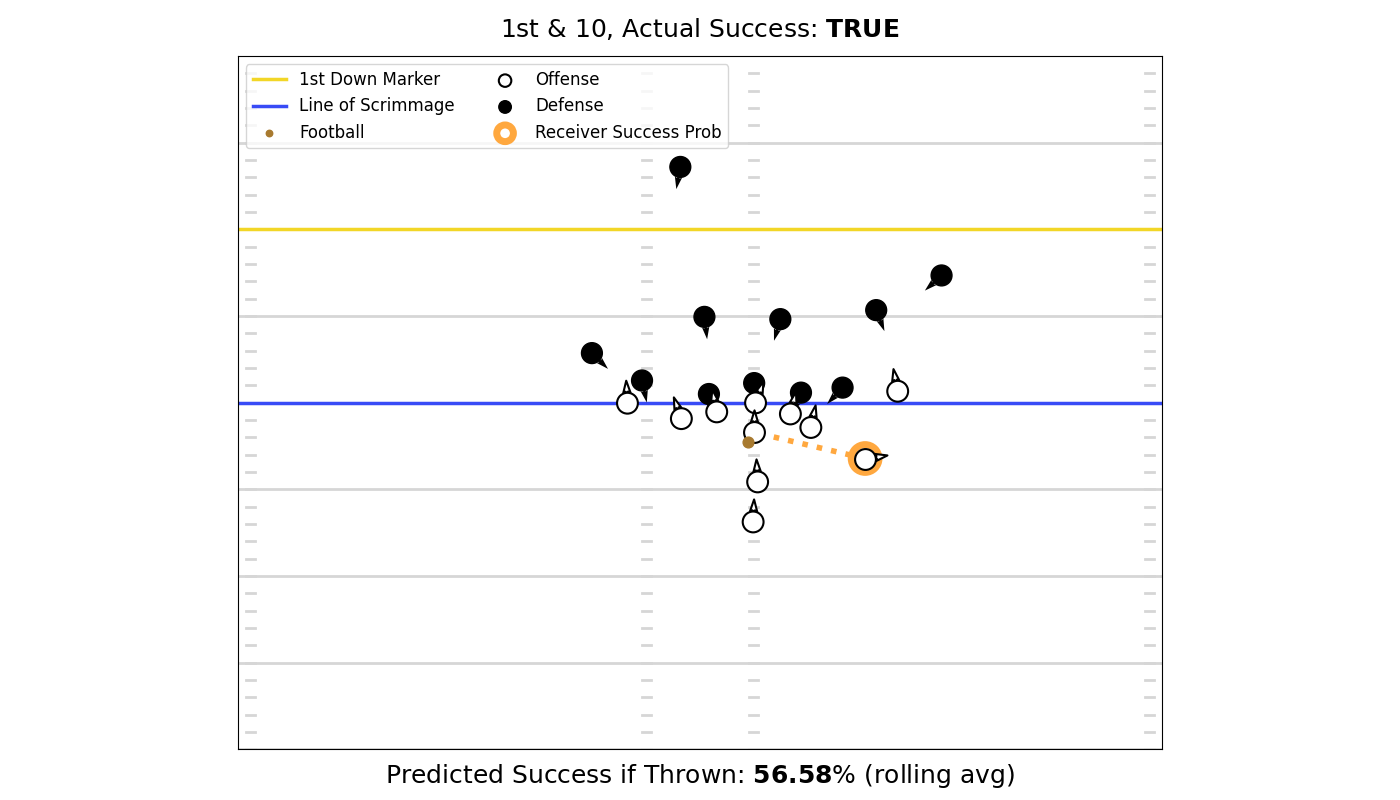 1st & 10, Actual Success: TRUE
1st Down Marker
Line of Scrimmage
Football
Offense
Defense
Receiver Success Prob
Predicted Success if Thrown: 56.58% (rolling avg)